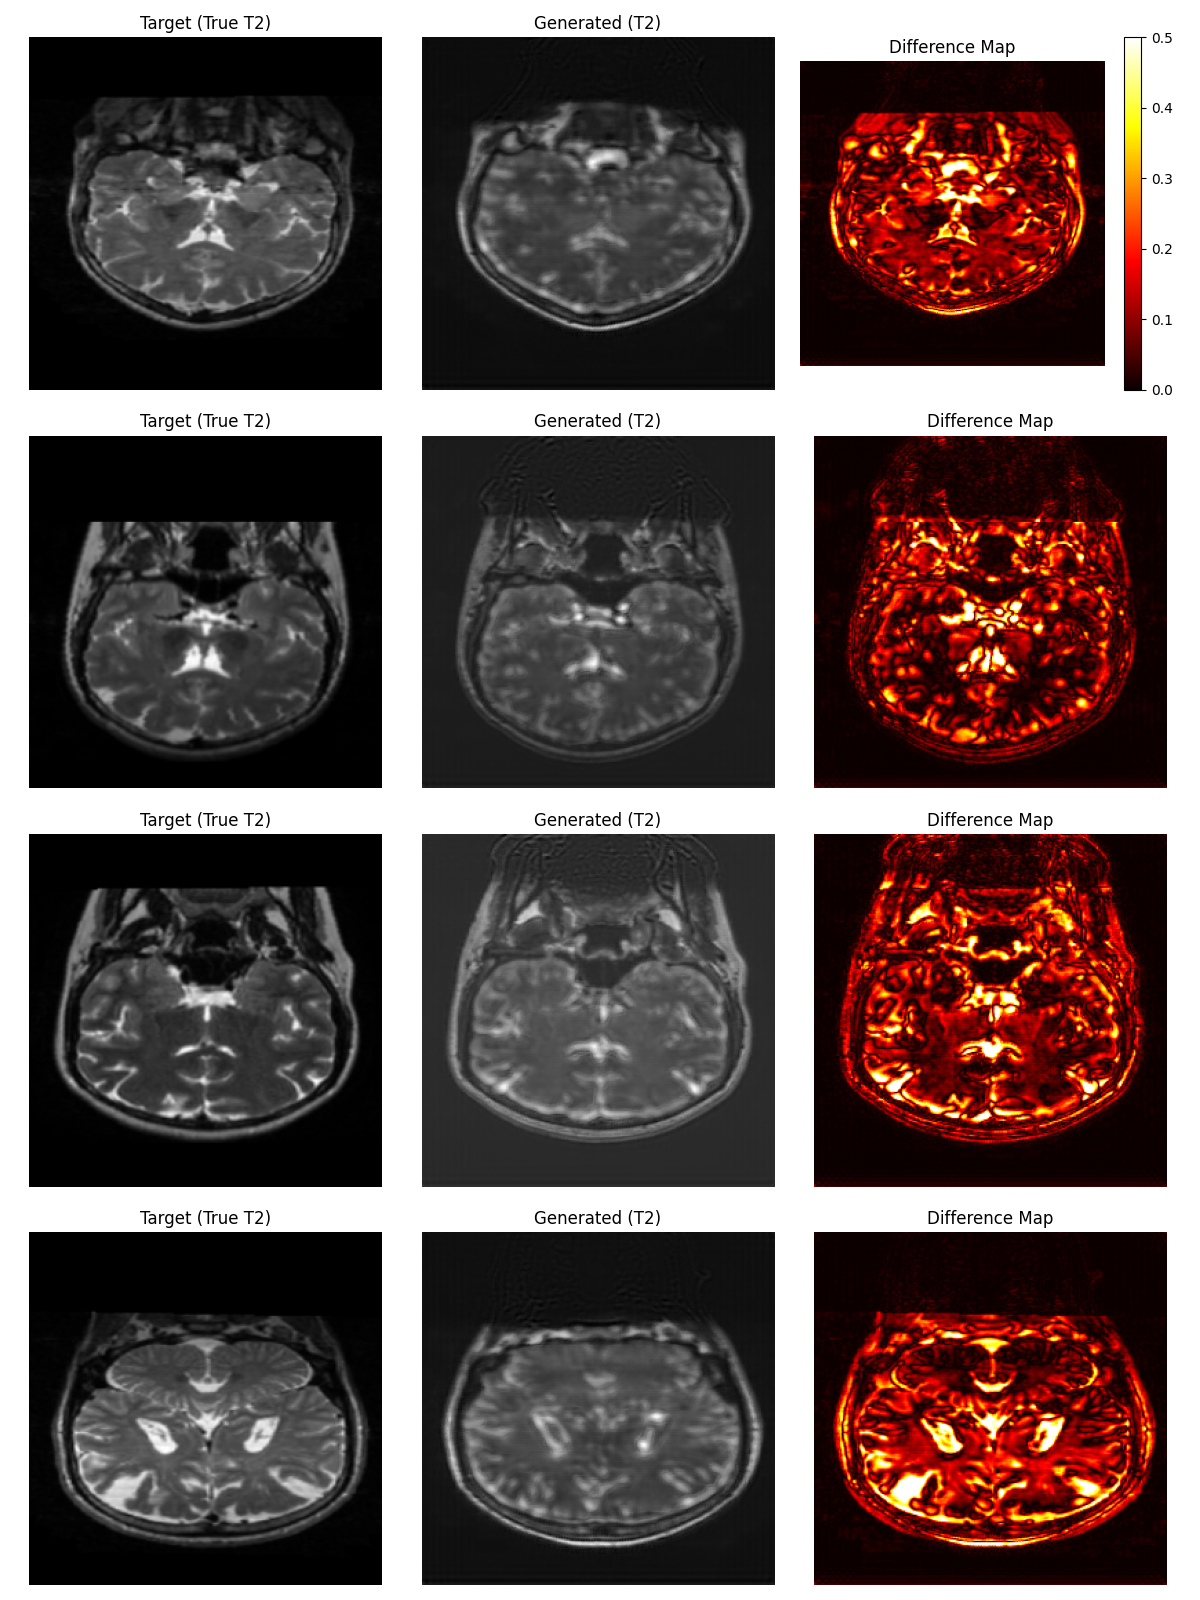 Target (True T2)
Generated (T2)
Difference Map
0.5
0.4
0.3
0.2
0.1
0.0
Target (True T2)
Generated (T2)
Difference Map
Target (True T2)
Generated (T2)
Difference Map
Target (True T2)
Generated (T2)
Difference Map